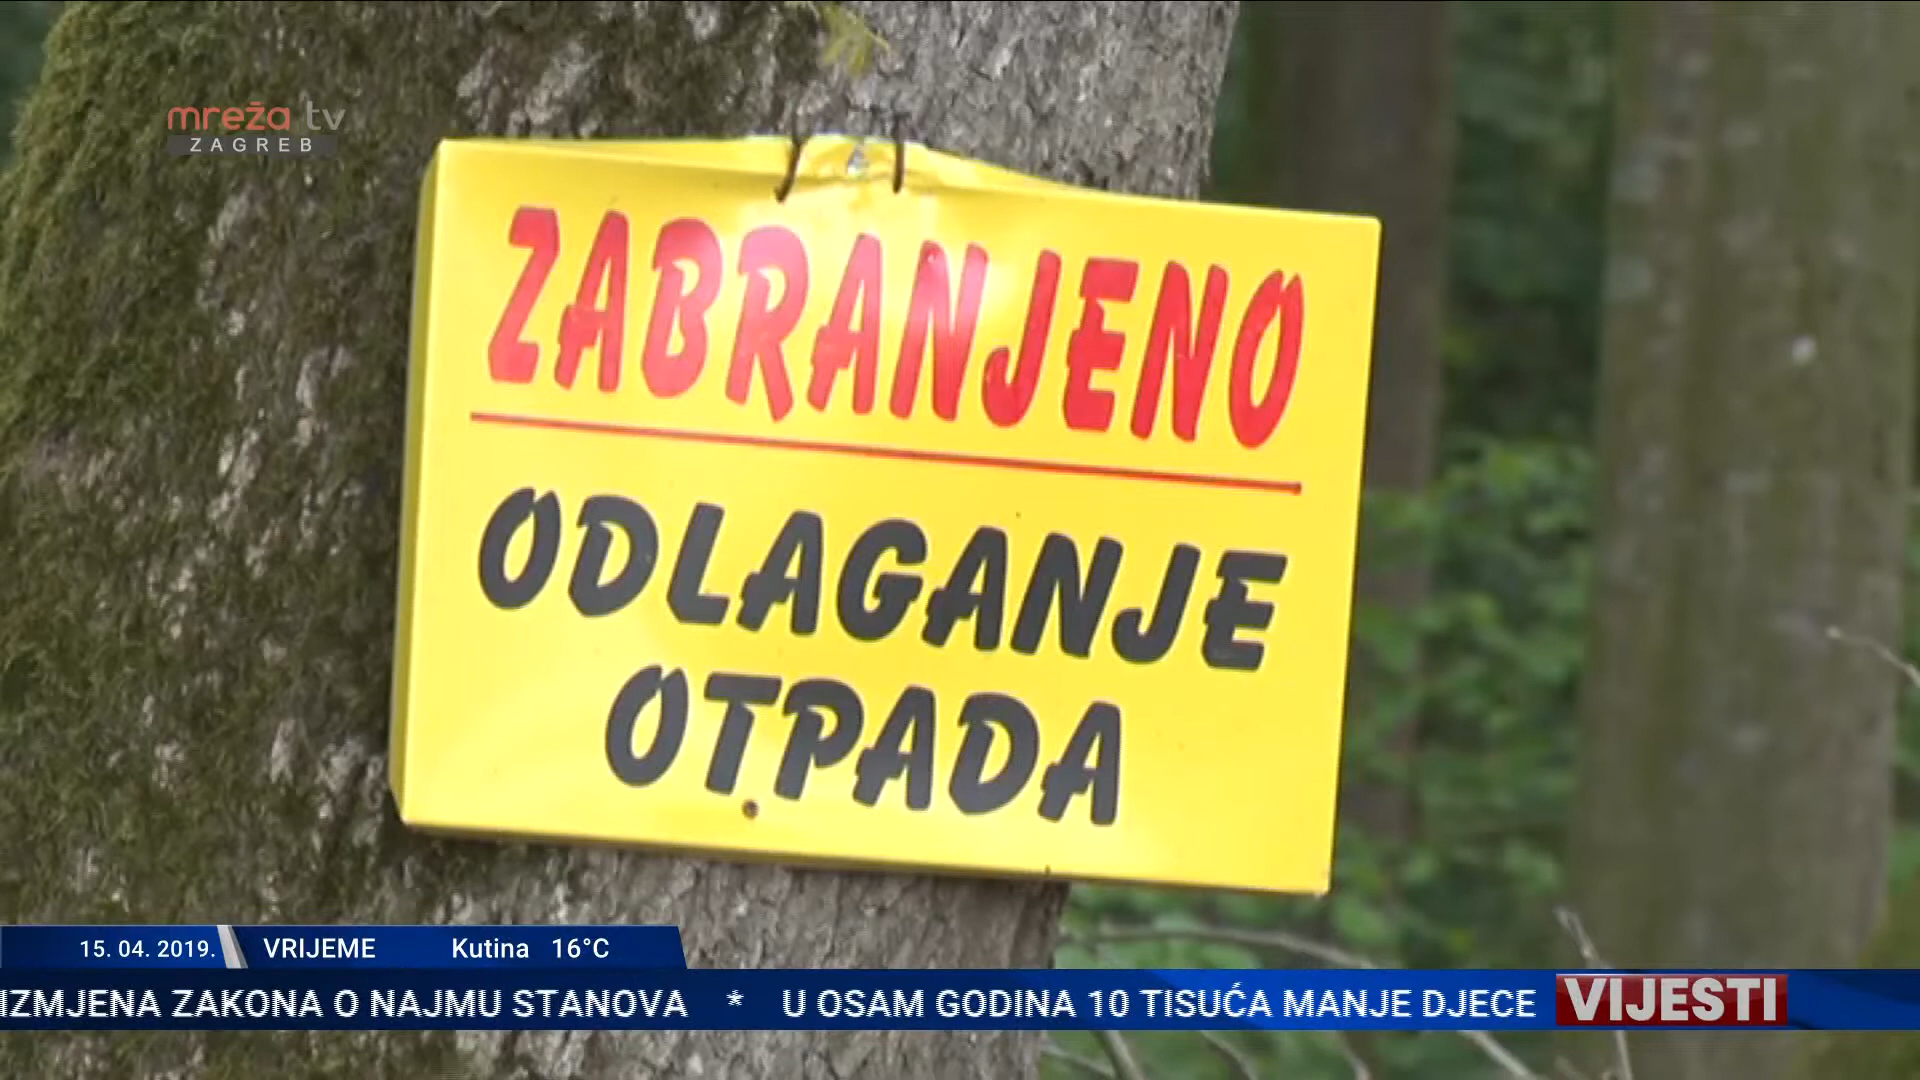 mreža tv
ZAGREB
ZABRANJENO
ODLAGANJE
OTPADA
15. 04. 2019. VRIJEME Kutina 16°C
IZMJENA ZAKONA O NAJMU STANOVA * U OSAM GODINA 10 TISUĆA MANJE DJECE VIJESTI